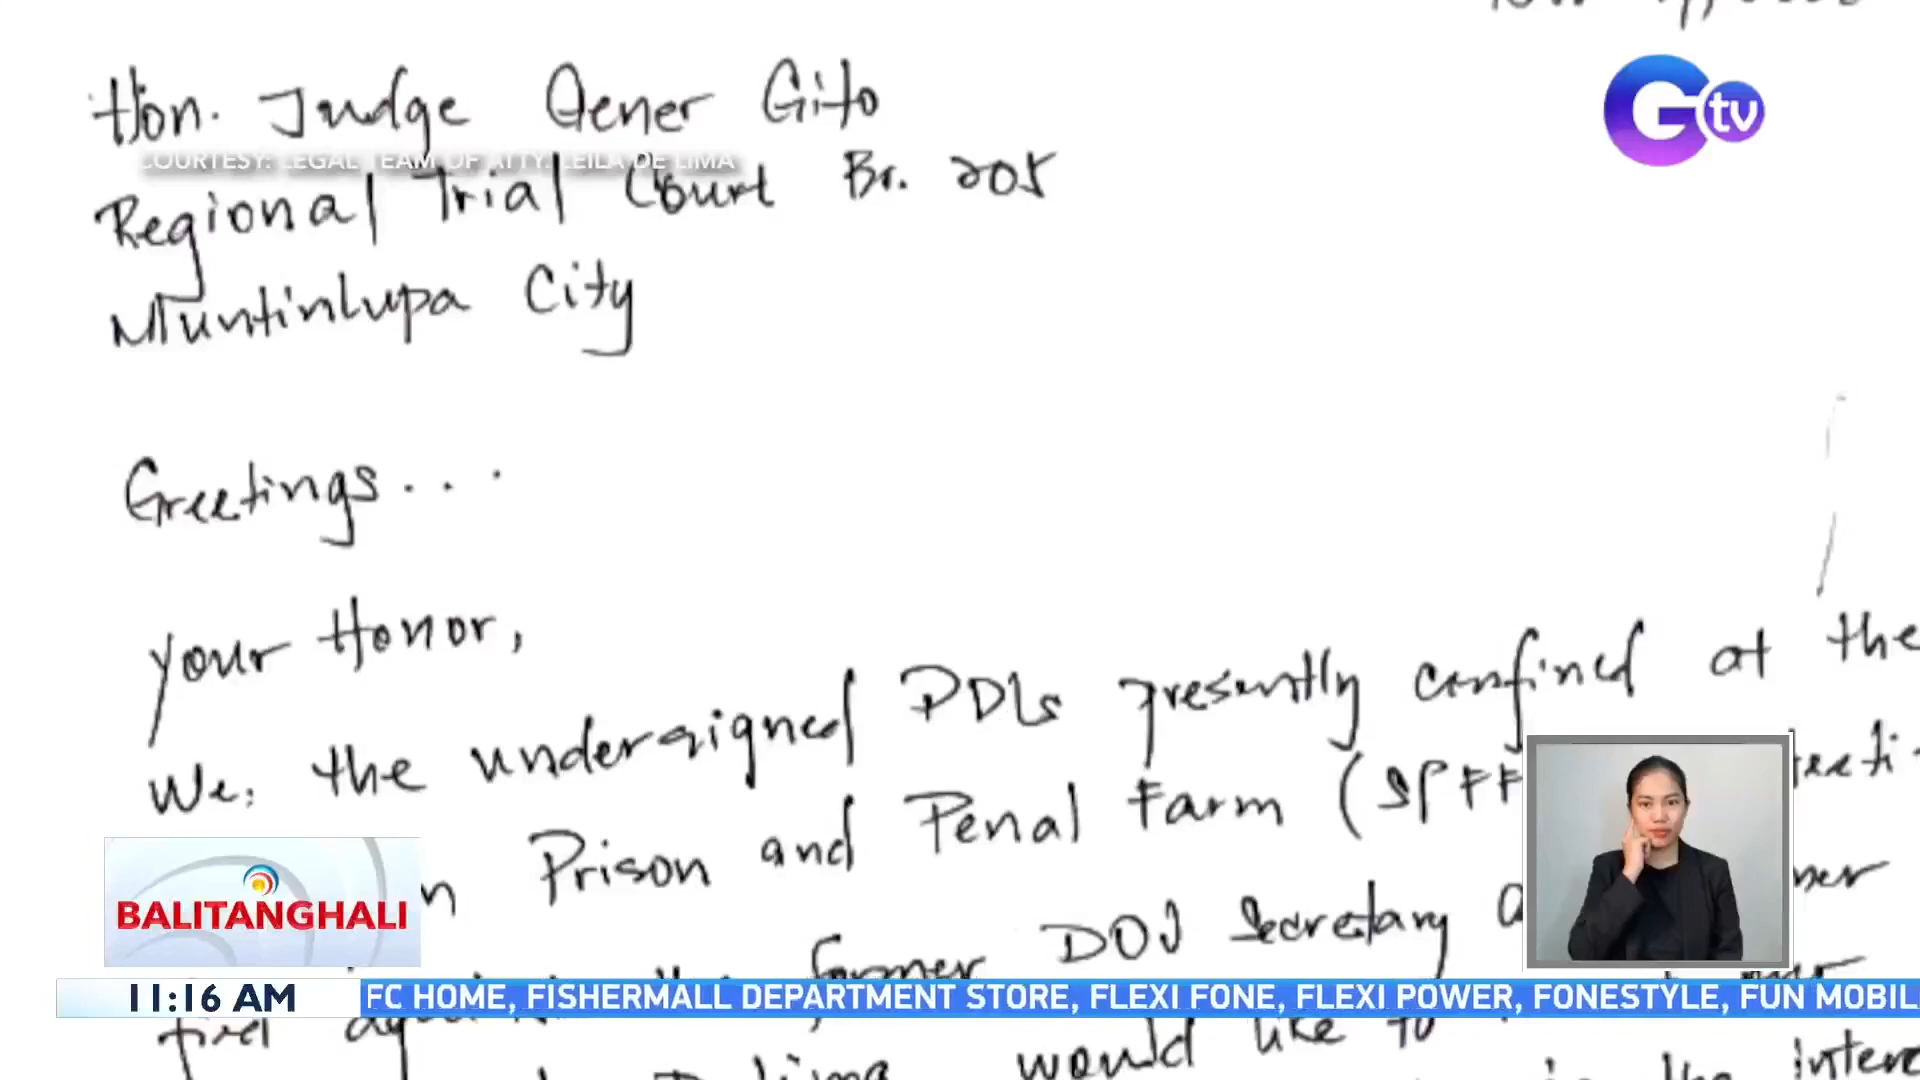 Hon. Judge Gener Gito
G tv
COURTESY: LEGAL TEAM OF ATTY. LEILA DE LIMA
Regional Trial Court Br. 205
Muntinlupa City
Greetings...
Your Honor,
We, the undersigned PDLs presently confined at the
Prison and Penal Farm (SPPF
former DOJ Secretary
BALITANGHALI
11:16 AM FC HOME, FISHERMALL DEPARTMENT STORE, FLEXI FONE, FLEXI POWER, FONESTYLE, FUN MOBIL
would like to